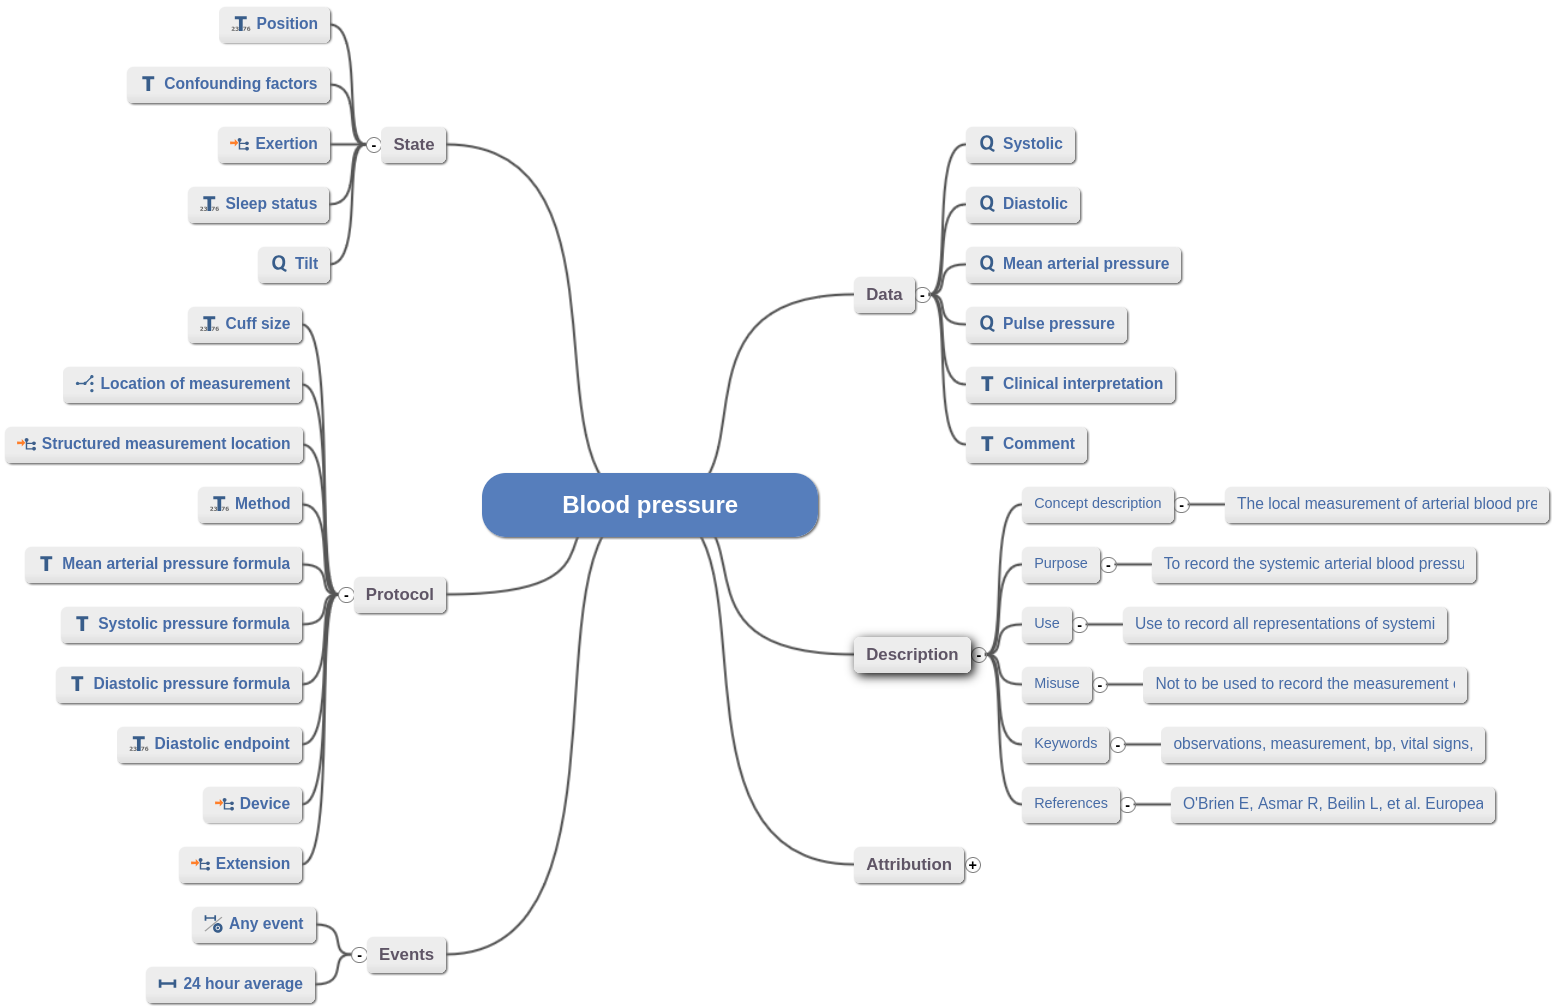 Position
Confounding factors
Exertion
State
Sleep status
Tilt
Cuff size
Location of measurement
Structured measurement location
Method
Mean arterial pressure formula
Protocol
Systolic pressure formula
Diastolic pressure formula
Diastolic endpoint
Device
Extension
Any event
Events
24 hour average
Blood pressure
Systolic
Diastolic
Mean arterial pressure
Data
Pulse pressure
Clinical interpretation
Comment
Concept description - The local measurement of arterial blood pre
Purpose - To record the systemic arterial blood pressu
Use - Use to record all representations of systemi
Description
Misuse - Not to be used to record the measurement
Keywords - observations, measurement, bp, vital signs,
References - O'Brien E, Asmar R, Beilin L, et al. Europea
Attribution +